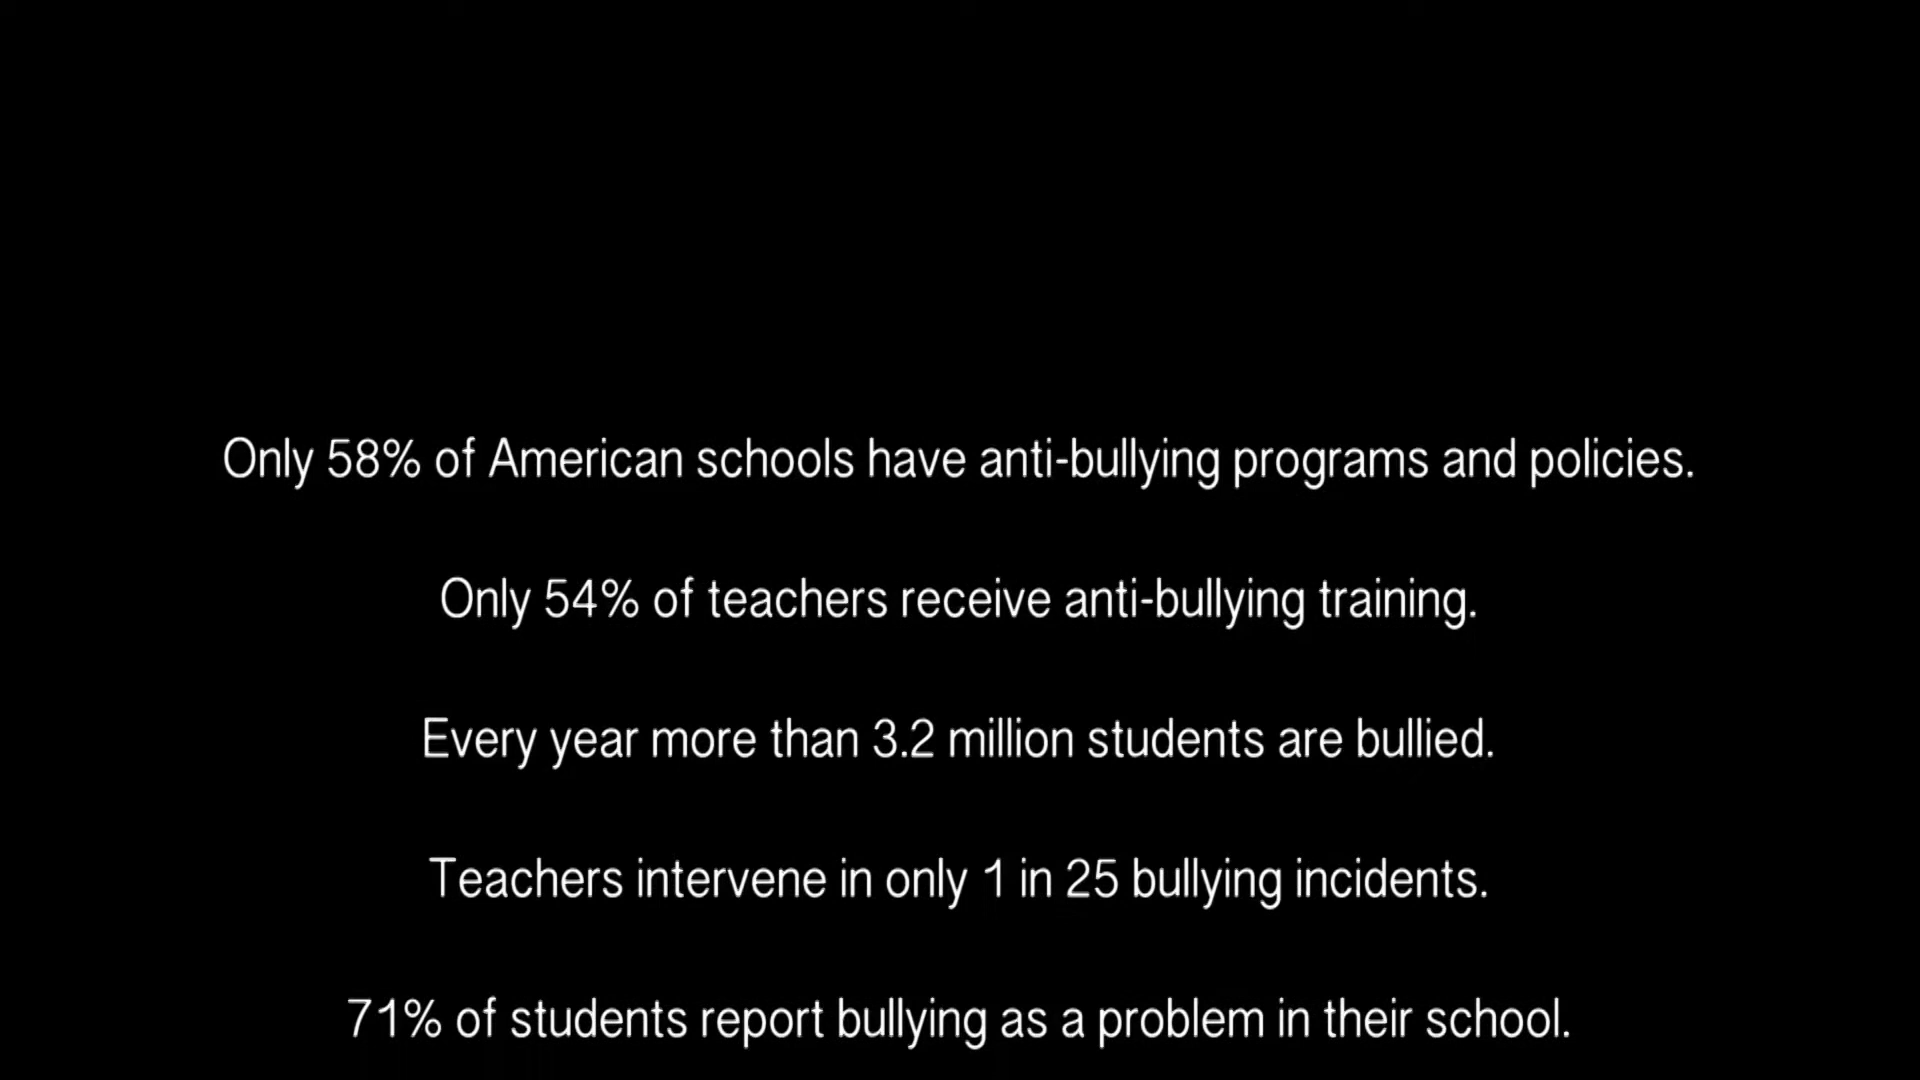 Only 58% of American schools have anti-bullying programs and policies.
Only 54% of teachers receive anti-bullying training.
Every year more than 3.2 million students are bullied.
Teachers intervene in only 1 in 25 bullying incidents.
71% of students report bullying as a problem in their school.